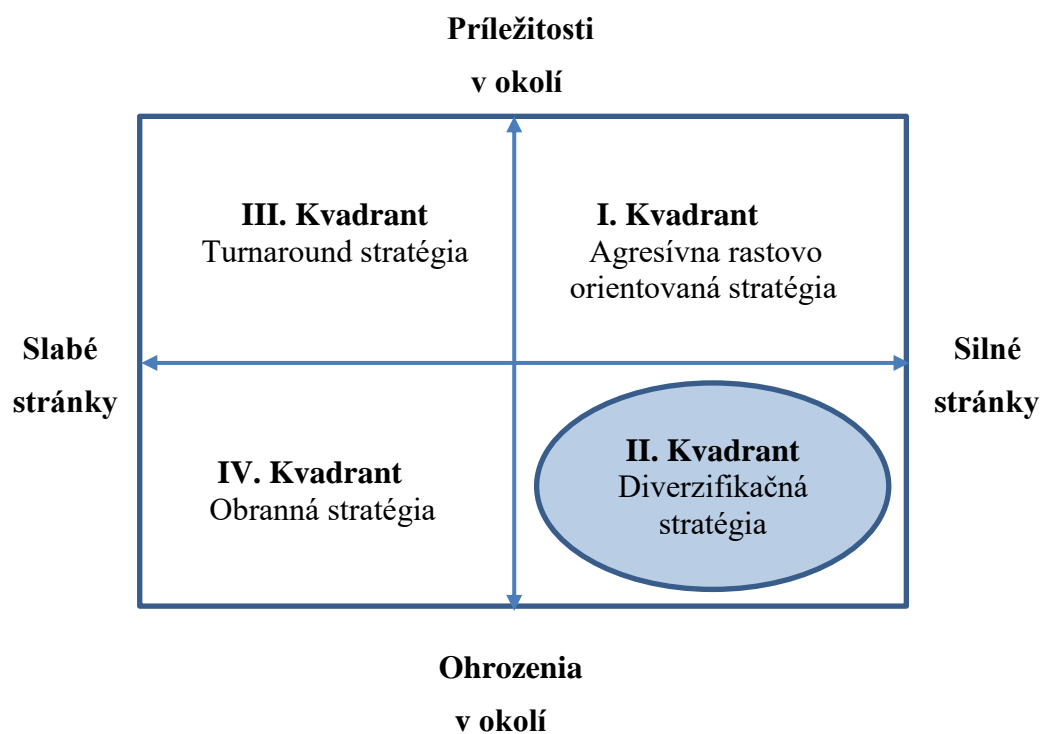 Príležitosti
v okolí
III. Kvadrant
Turnaround stratégia
I. Kvadrant
Agresívna rastovo
orientovaná stratégia
Slabé
stránky
Silné
stránky
IV. Kvadrant
Obranná stratégia
II. Kvadrant
Diverzifikačná
stratégia
Ohrozenia
v okolí